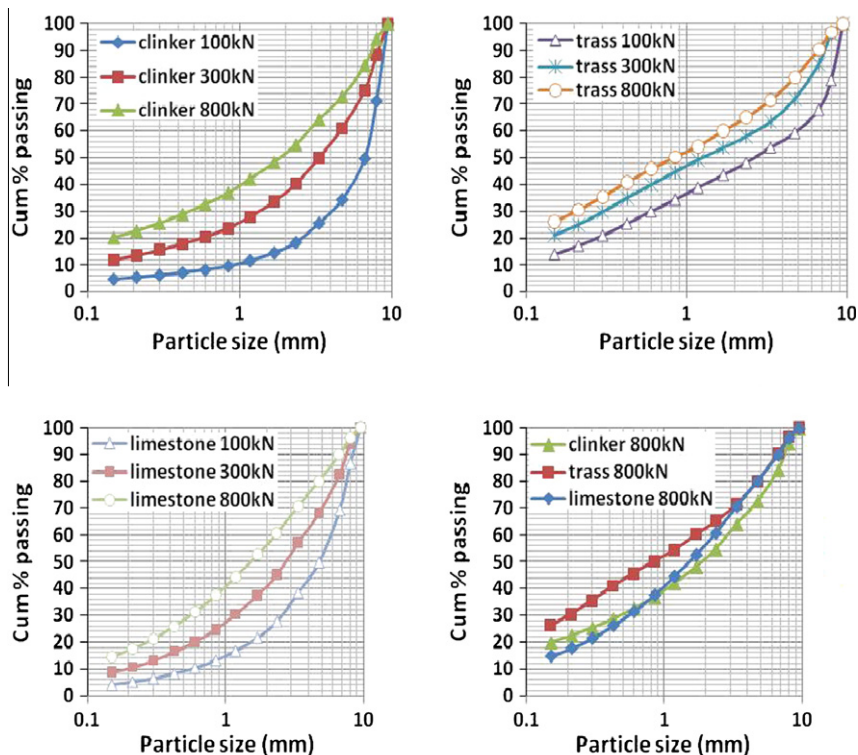 Cum % passing
100
90
80
70
60
50
40
30
20
10
0
clinker 100kN
clinker 300kN
clinker 800kN
0.1
1
10
Particle size (mm)
Cum % passing
100
90
80
70
60
50
40
30
20
10
0
trass 100kN
trass 300kN
trass 800kN
0.1
1
10
Particle size (mm)
Cum % passing
100
90
80
70
60
50
40
30
20
10
0
limestone 100kN
limestone 300kN
limestone 800kN
0.1
1
10
Particle size (mm)
Cum % passing
100
90
80
70
60
50
40
30
20
10
0
clinker 800kN
trass 800kN
limestone 800kN
0.1
1
10
Particle size (mm)